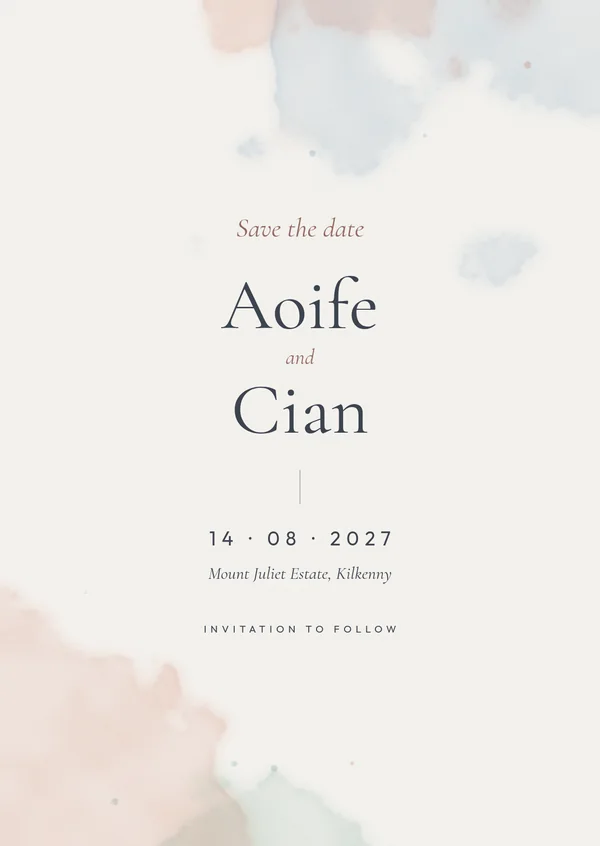 Save the date
Aoife
and
Cian
14 · 08 · 2027
Mount Juliet Estate, Kilkenny
INVITATION TO FOLLOW